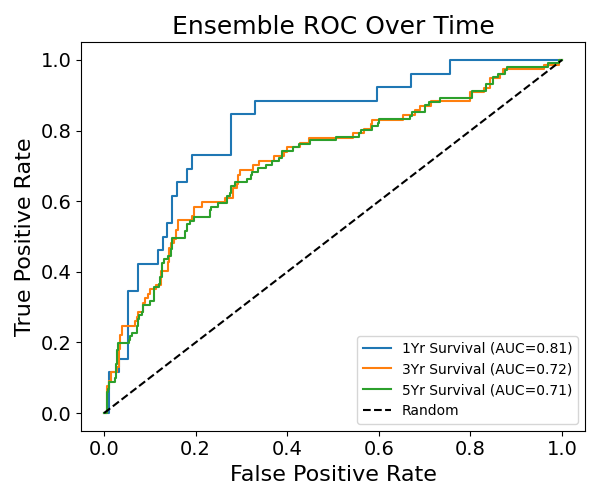 Ensemble ROC Over Time
True Positive Rate
1.0
0.8
0.6
0.4
0.2
0.0
0.0 0.2 0.4 0.6 0.8 1.0
False Positive Rate
1Yr Survival (AUC=0.81)
3Yr Survival (AUC=0.72)
5Yr Survival (AUC=0.71)
Random